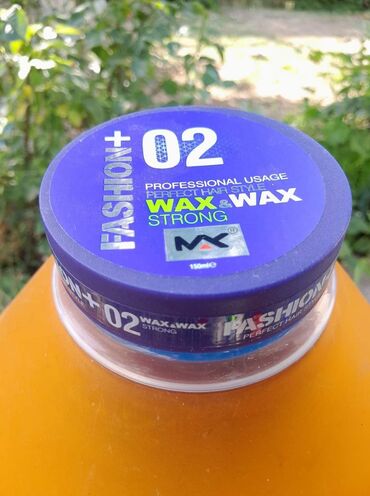 FASHION+
02
PROFESSIONAL USAGE
PERFECT HAIR STYLE
WAX & WAX
STRONG
MK ®
150ml e
ON+
02 WAX & WAX
STRONG
FASHION
PERFECT HAIR